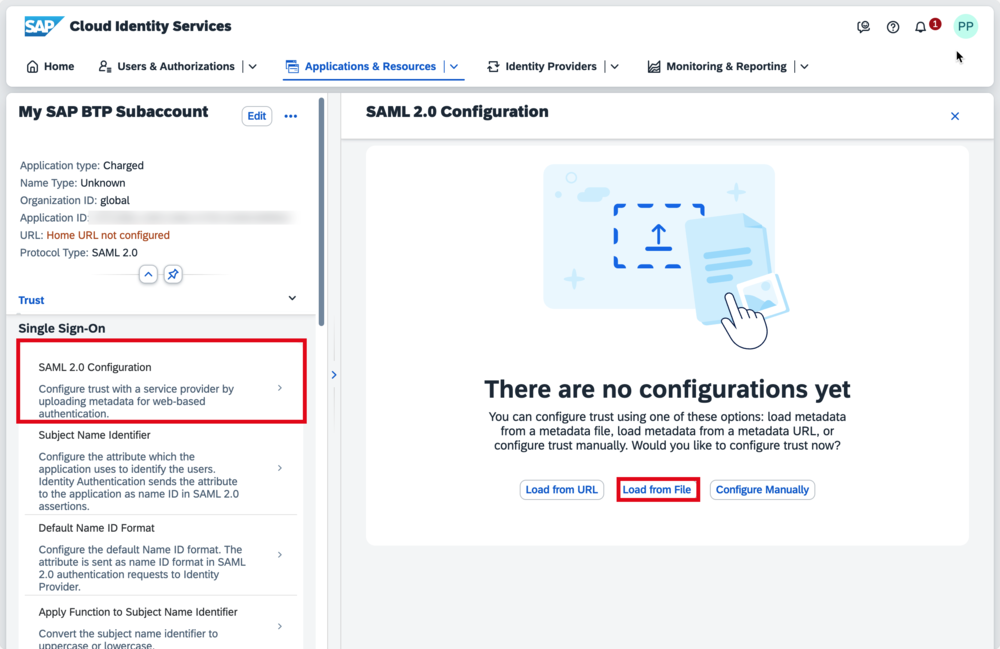 SAP Cloud Identity Services
1
PP
Home
Users & Authorizations
Applications & Resources
Identity Providers
Monitoring & Reporting
My SAP BTP Subaccount
Edit
Application type: Charged
Name Type: Unknown
Organization ID: global
Application ID:
URL: Home URL not configured
Protocol Type: SAML 2.0
Trust
Single Sign-On
SAML 2.0 Configuration
Configure trust with a service provider by
uploading metadata for web-based
authentication.
Subject Name Identifier
Configure the attribute which the
application uses to identify the users.
Identity Authentication sends the attribute
to the application as name ID in SAML 2.0
assertions.
Default Name ID Format
Configure the default Name ID format. The
attribute is sent as name ID format in SAML
2.0 authentication requests to Identity
Provider.
Apply Function to Subject Name Identifier
Convert the subject name identifier to
uppercase or lowercase.
SAML 2.0 Configuration
There are no configurations yet
You can configure trust using one of these options: load metadata
from a metadata file, load metadata from a metadata URL, or
configure trust manually. Would you like to configure trust now?
Load from URL
Load from File
Configure Manually